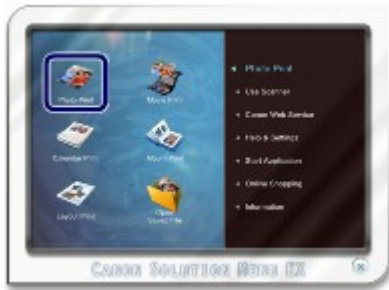 Photo Print
Movie Print
Calendar Print
Album Print
Layout Print
Open
Saved File
Photo Print
Use Scanner
Canon Web Service
Help & Settings
Start Application
Online Shopping
Information
CANON SOLUTION MENU EX